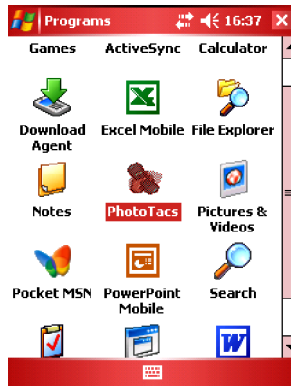 Programs 16:37
Games ActiveSync Calculator
Download Excel Mobile File Explorer
Agent
Notes PhotoTacs Pictures &
Videos
Pocket MSN PowerPoint Search
Mobile